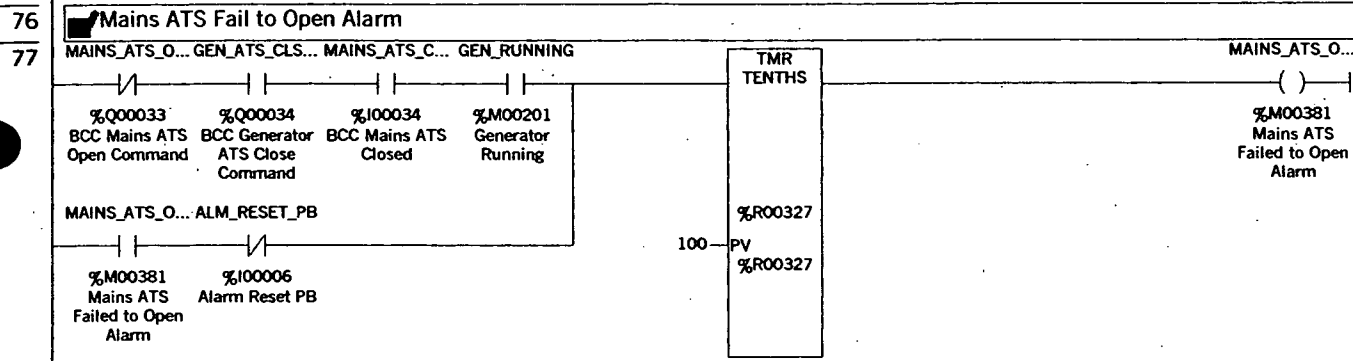 76 Mains ATS Fail to Open Alarm
77 MAINS_ATS_O... GEN_ATS_CLS... MAINS_ATS_C... GEN_RUNNING TMR TENTHS MAINS_ATS_O...
%Q00033 %Q00034 %I00034 %M00201 %M00381
BCC Mains ATS Open Command
BCC Generator ATS Close Command
BCC Mains ATS Closed
Generator Running
Mains ATS Failed to Open Alarm
MAINS_ATS_O... ALM_RESET_PB
%R00327
100 PV
%R00327
%M00381 %I00006
Mains ATS Failed to Open Alarm
Alarm Reset PB